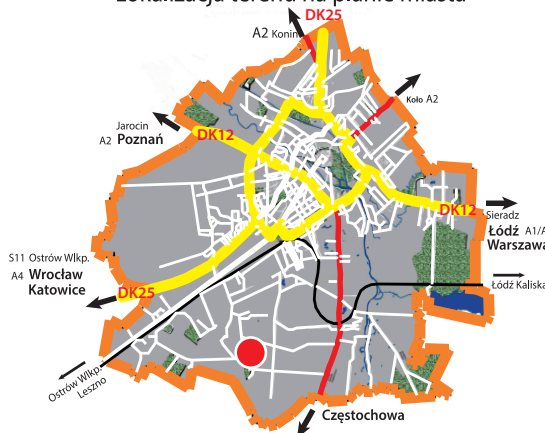 Lokalizacja terenu na planie miasta
DK25
A2 Konin
Koło A2
Jarocin
A2 Poznań
DK12
DK12
Sieradz
Łódź A1/A
Warszawa
S11 Ostrów Wlkp.
A4 Wrocław
Katowice
DK25
Łódź Kaliska
Ostrów Wlkp.
Leszno
Częstochowa